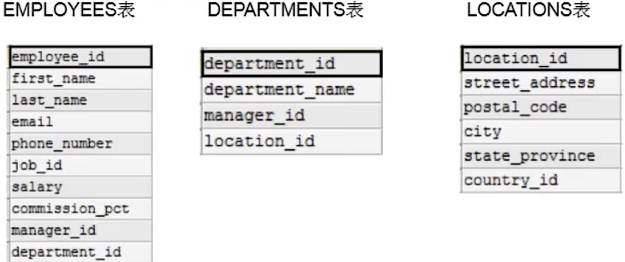 EMPLOYEES表
employee_id
first_name
last_name
email
phone_number
job_id
salary
commission_pct
manager_id
department_id
DEPARTMENTS表
department_id
department_name
manager_id
location_id
LOCATIONS表
location_id
street_address
postal_code
city
state_province
country_id